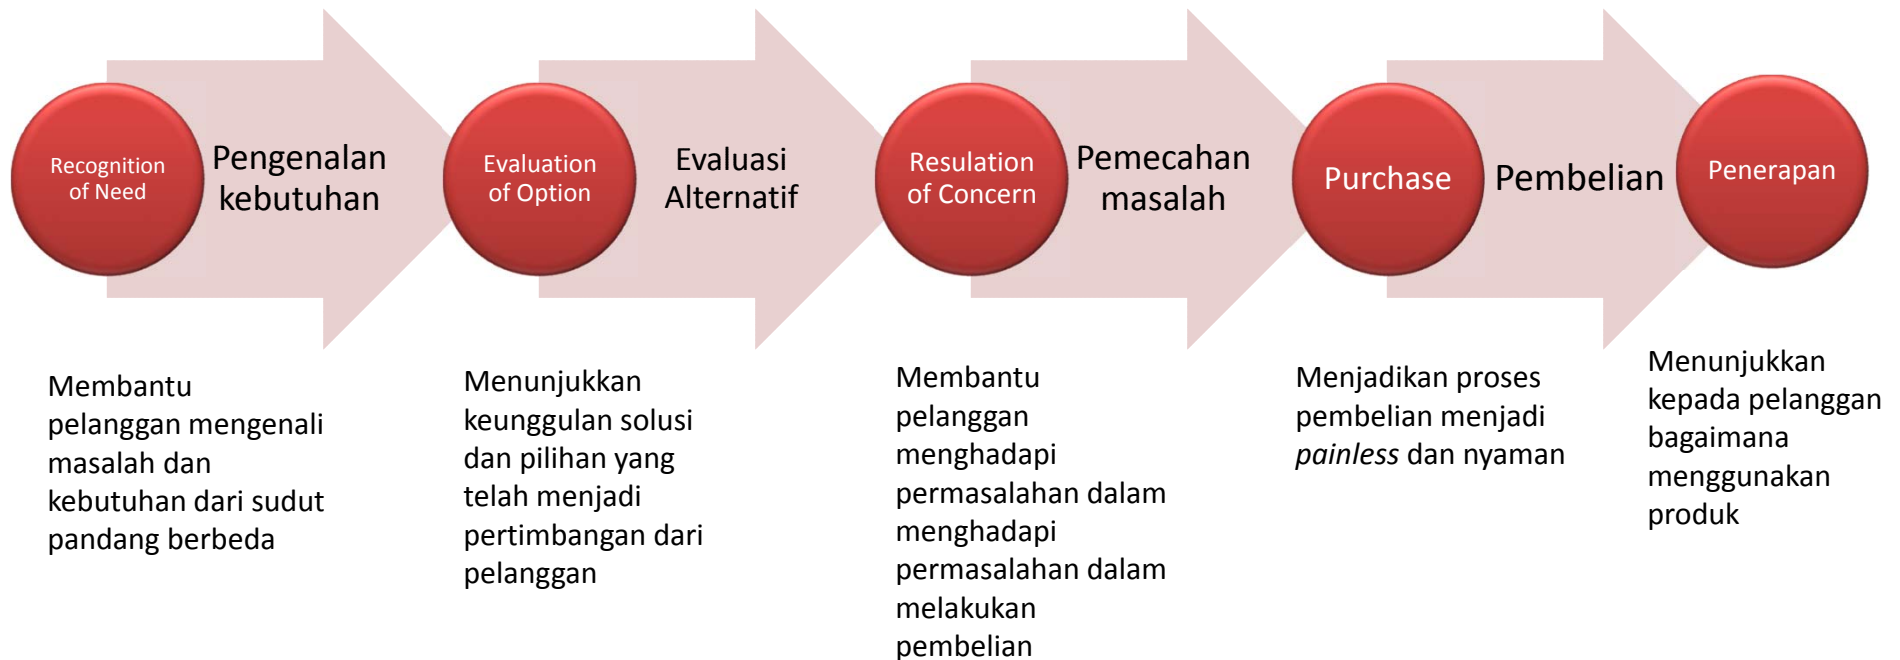 Recognition
of Need
Pengenalan
kebutuhan
Evaluation
of Option
Evaluasi
Alternatif
Resulation
of Concern
Pemecahan
masalah
Purchase
Pembelian
Penerapan
Membantu
pelanggan mengenali
masalah dan
kebutuhan dari sudut
pandang berbeda
Menunjukkan
keunggulan solusi
dan pilihan yang
telah menjadi
pertimbangan dari
pelanggan
Membantu
pelanggan
menghadapi
permasalahan dalam
menghadapi
permasalahan dalam
melakukan
pembelian
Menjadikan proses
pembelian menjadi
painless dan nyaman
Menunjukkan
kepada pelanggan
bagaimana
menggunakan
produk